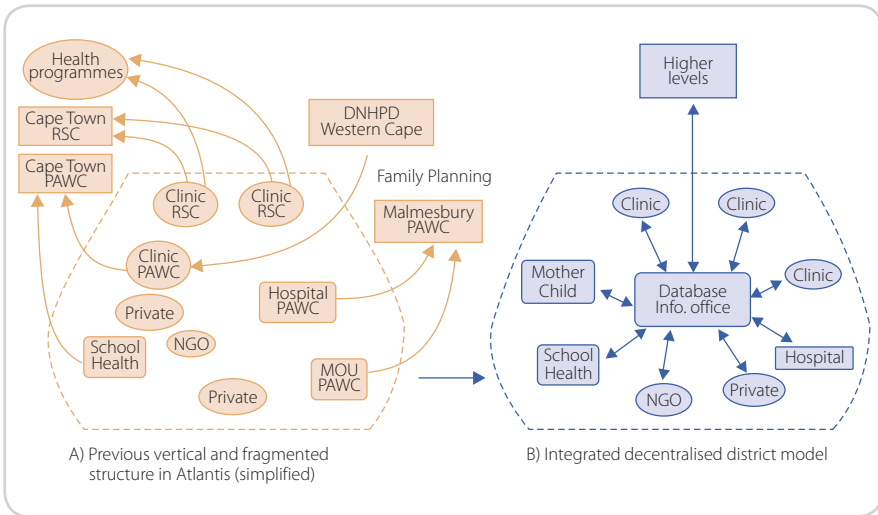 Health
programmes
Cape Town
RSC
Cape Town
PAWC
DNHPD
Western Cape
Family Planning
Malmesbury
PAWC
Clinic
RSC
Clinic
RSC
Clinic
PAWC
Private
NGO
School
Health
Hospital
PAWC
MOU
PAWC
Private
A) Previous vertical and fragmented
structure in Atlantis (simplified)
Higher
levels
Clinic
Clinic
Mother
Child
Database
Info. office
Clinic
School
Health
Hospital
NGO
Private
B) Integrated decentralised district model